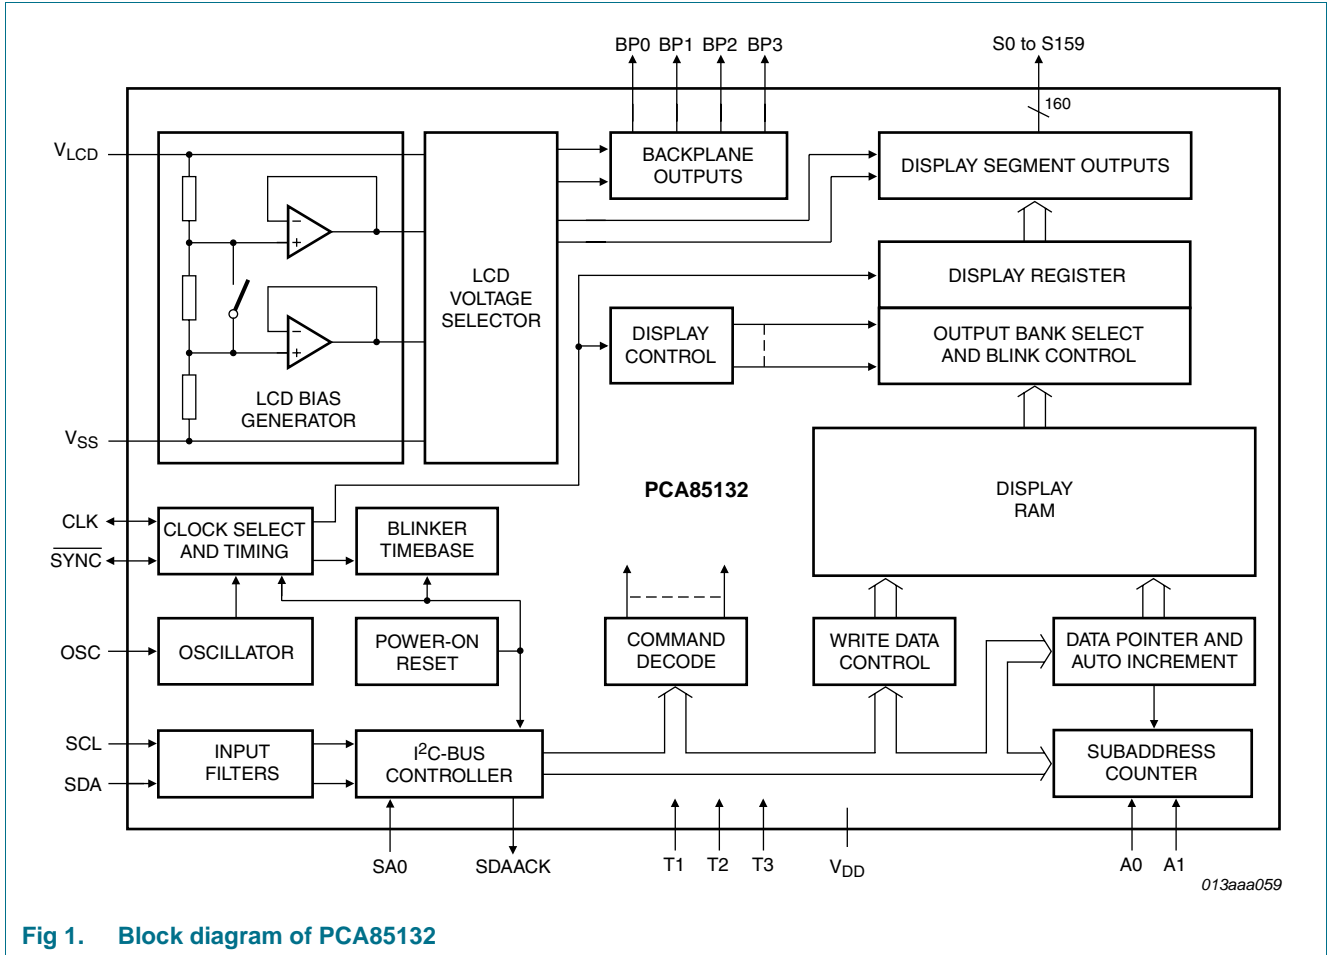 BP0 BP1 BP2 BP3
S0 to S159
160
VLCD
BACKPLANE
OUTPUTS
DISPLAY SEGMENT OUTPUTS
−
+
LCD
VOLTAGE
SELECTOR
DISPLAY REGISTER
−
+
DISPLAY
CONTROL
OUTPUT BANK SELECT
AND BLINK CONTROL
LCD BIAS
GENERATOR
VSS
PCA85132
DISPLAY
RAM
CLK
SYNC
CLOCK SELECT
AND TIMING
BLINKER
TIMEBASE
OSC
OSCILLATOR
POWER-ON
RESET
COMMAND
DECODE
WRITE DATA
CONTROL
DATA POINTER AND
AUTO INCREMENT
SCL
SDA
INPUT
FILTERS
I2C-BUS
CONTROLLER
SUBADDRESS
COUNTER
SA0
SDAACK
T1
T2
T3
VDD
A0
A1
013aaa059
Fig 1. Block diagram of PCA85132